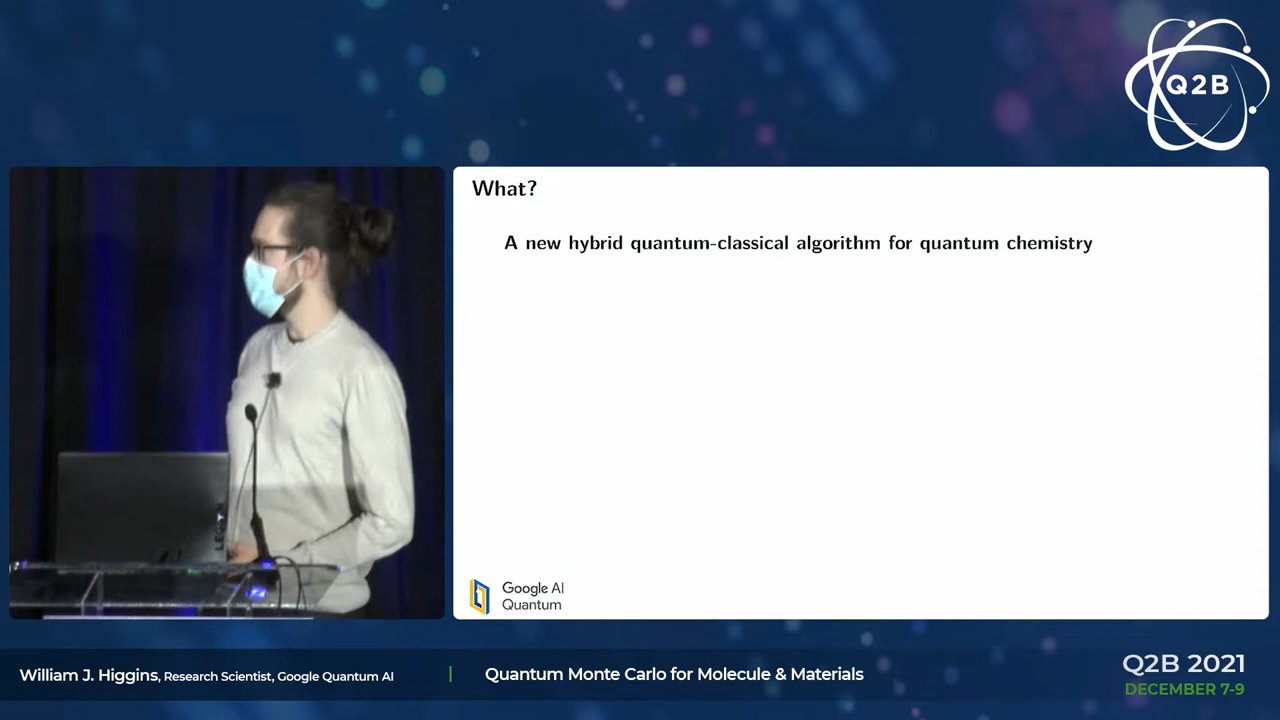 Q2B
What?
A new hybrid quantum-classical algorithm for quantum chemistry
LEGION
Google AI
Quantum
William J. Higgins, Research Scientist, Google Quantum AI
Quantum Monte Carlo for Molecule & Materials
Q2B 2021
DECEMBER 7-9